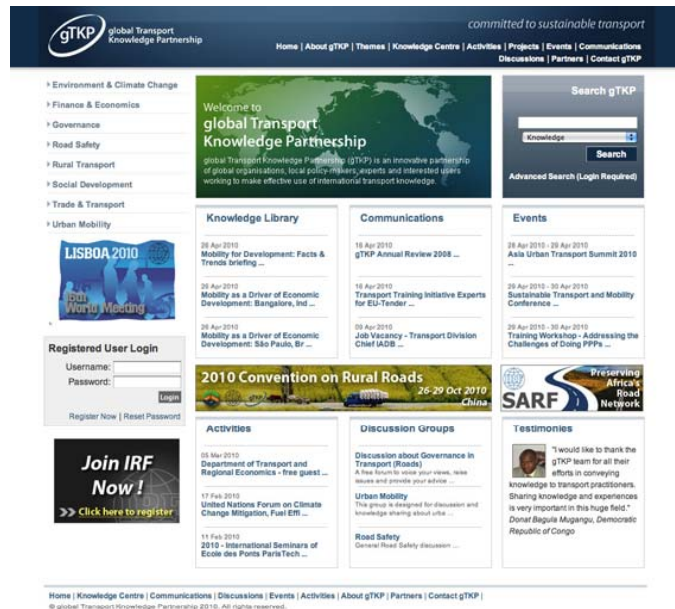 gTKP
global Transport
Knowledge Partnership
committed to sustainable transport
Home | About gTKP | Themes | Knowledge Centre | Activities | Projects | Events | Communications
Discussions | Partners | Contact gTKP
Environment & Climate Change
Finance & Economics
Governance
Road Safety
Rural Transport
Social Development
Trade & Transport
Urban Mobility
LISBOA 2010
16th
World Meeting
Registered User Login
Username:
Password:
Login
Register Now | Reset Password
Join IRF
Now !
>> Click here to register
Welcome to
global Transport
Knowledge Partnership
global Transport Knowledge Partnership (gTKP) is an innovative partnership
of global organisations, local policy-makers, experts and interested users
working to make effective use of international transport knowledge.
Search gTKP
Knowledge
Search
Advanced Search (Login Required)
Knowledge Library
26 Apr 2010
Mobility for Development: Facts &
Trends briefing ...
26 Apr 2010
Mobility as a Driver of Economic
Development: Bangalore, Ind ...
26 Apr 2010
Mobility as a Driver of Economic
Development: São Paulo, Br ...
Communications
16 Apr 2010
gTKP Annual Review 2008 ...
16 Apr 2010
Transport Training Initiative Experts
for EU-Tender ...
09 Apr 2010
Job Vacancy - Transport Division
Chief IADB ...
Events
28 Apr 2010 - 29 Apr 2010
Asia Urban Transport Summit 2010
...
29 Apr 2010 - 30 Apr 2010
Sustainable Transport and Mobility
Conference ...
29 Apr 2010 - 30 Apr 2010
Training Workshop - Addressing the
Challenges of Doing PPPs ...
2010 Convention on Rural Roads
26-29 Oct 2010
China
SARF
Preserving
Africa's
Road
Network
Activities
05 Mar 2010
Department of Transport and
Regional Economics - free guest ...
17 Feb 2010
United Nations Forum on Climate
Change Mitigation, Fuel Effi ...
11 Feb 2010
2010 - International Seminars of
Ecole des Ponts ParisTech ...
Discussion Groups
Discussion about Governance in
Transport (Roads)
A free forum to voice your views, raise
issues and provide your advice ...
Urban Mobility
This group is designed for discussion and
knowledge sharing about urba ...
Road Safety
General Road Safety discussion ...
Testimonies
"I would like to thank the
gTKP team for all their
efforts in conveying
knowledge to transport practitioners.
Sharing knowledge and experiences
is very important in this huge field."
Donat Bagula Mugangu, Democratic
Republic of Congo
Home | Knowledge Centre | Communications | Discussions | Events | Activities | About gTKP | Partners | Contact gTKP |
© global Transport Knowledge Partnership 2010. All rights reserved.